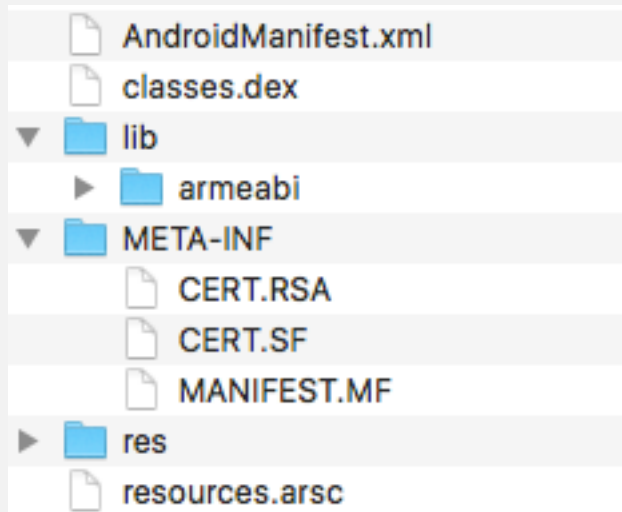 AndroidManifest.xml
classes.dex
lib
armeabi
META-INF
CERT.RSA
CERT.SF
MANIFEST.MF
res
resources.arsc